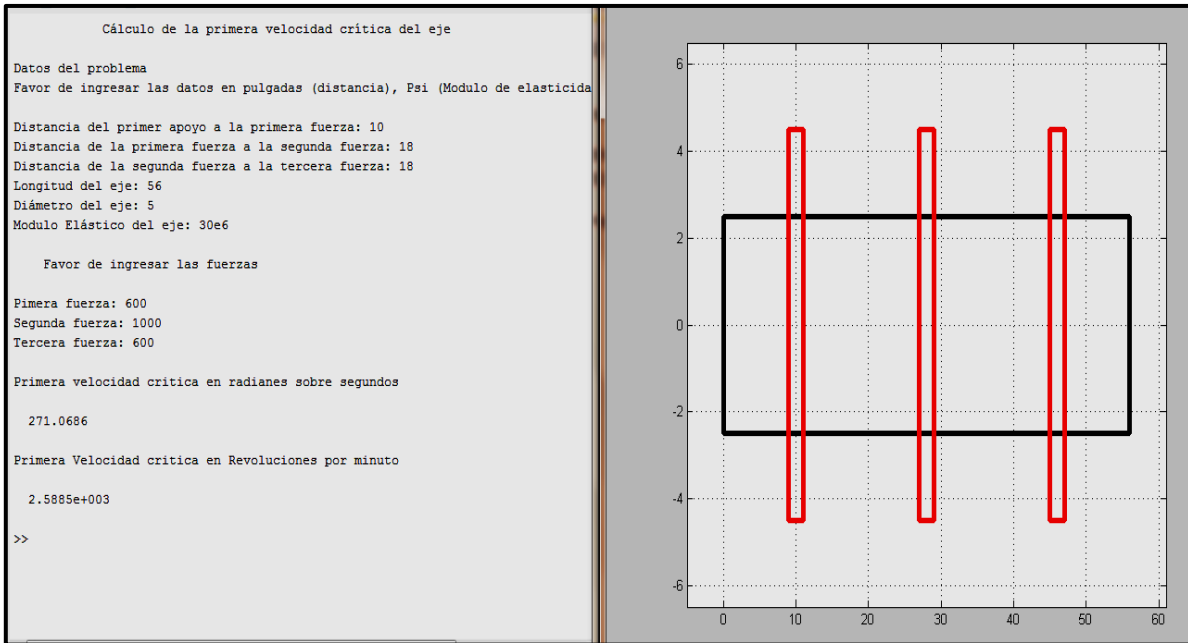 Cálculo de la primera velocidad crítica del eje
Datos del problema
Favor de ingresar las datos en pulgadas (distancia), Psi (Modulo de elasticida
Distancia del primer apoyo a la primera fuerza: 10
Distancia de la primera fuerza a la segunda fuerza: 18
Distancia de la segunda fuerza a la tercera fuerza: 18
Longitud del eje: 56
Diámetro del eje: 5
Modulo Elástico del eje: 30e6
Favor de ingresar las fuerzas
Pimera fuerza: 600
Segunda fuerza: 1000
Tercera fuerza: 600
Primera velocidad critica en radianes sobre segundos
271.0686
Primera Velocidad critica en Revoluciones por minuto
2.5885e+003
>>
6
4
2
0
-2
-4
-6
0 10 20 30 40 50 60